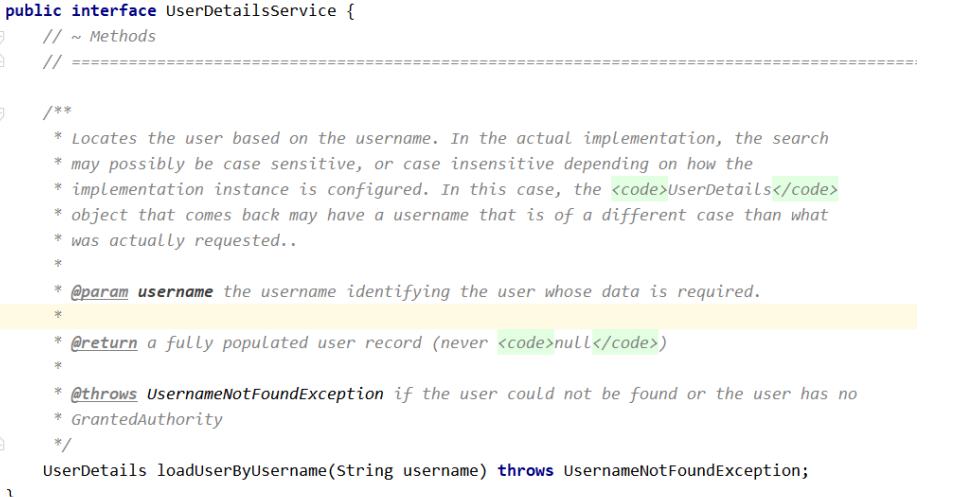 public interface UserDetailsService {
// ~ Methods
// =========================================================================================
/**
* Locates the user based on the username. In the actual implementation, the search
* may possibly be case sensitive, or case insensitive depending on how the
* implementation instance is configured. In this case, the <code>UserDetails</code>
* object that comes back may have a username that is of a different case than what
* was actually requested..
*
* @param username the username identifying the user whose data is required.
*
* @return a fully populated user record (never <code>null</code>)
*
* @throws UsernameNotFoundException if the user could not be found or the user has no
* GrantedAuthority
*/
UserDetails loadUserByUsername(String username) throws UsernameNotFoundException;
}